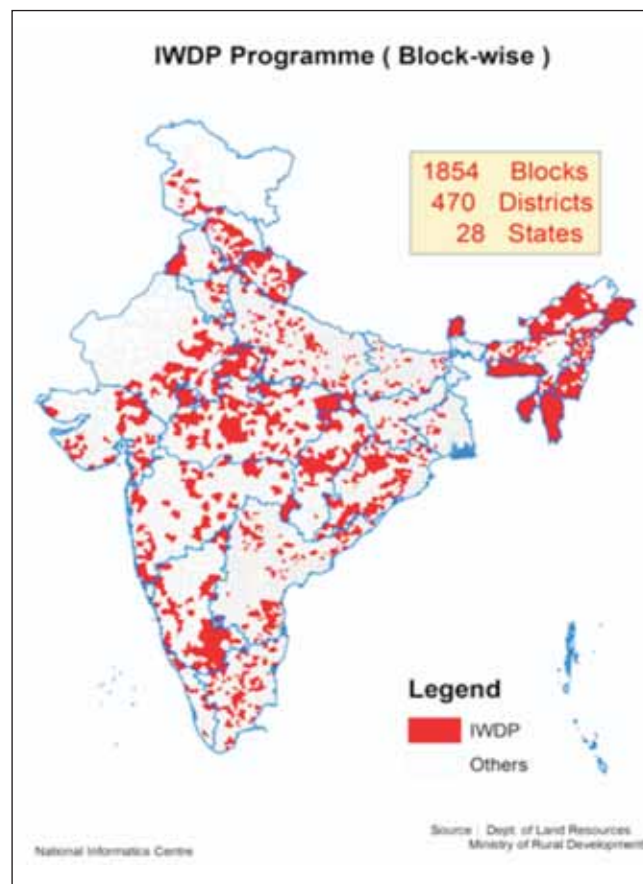 IWDP Programme ( Block-wise )
1854 Blocks
470 Districts
28 States
Legend
IWDP
Others
Source : Dept. of Land Resources
Ministry of Rural Development
National Informatics Centre